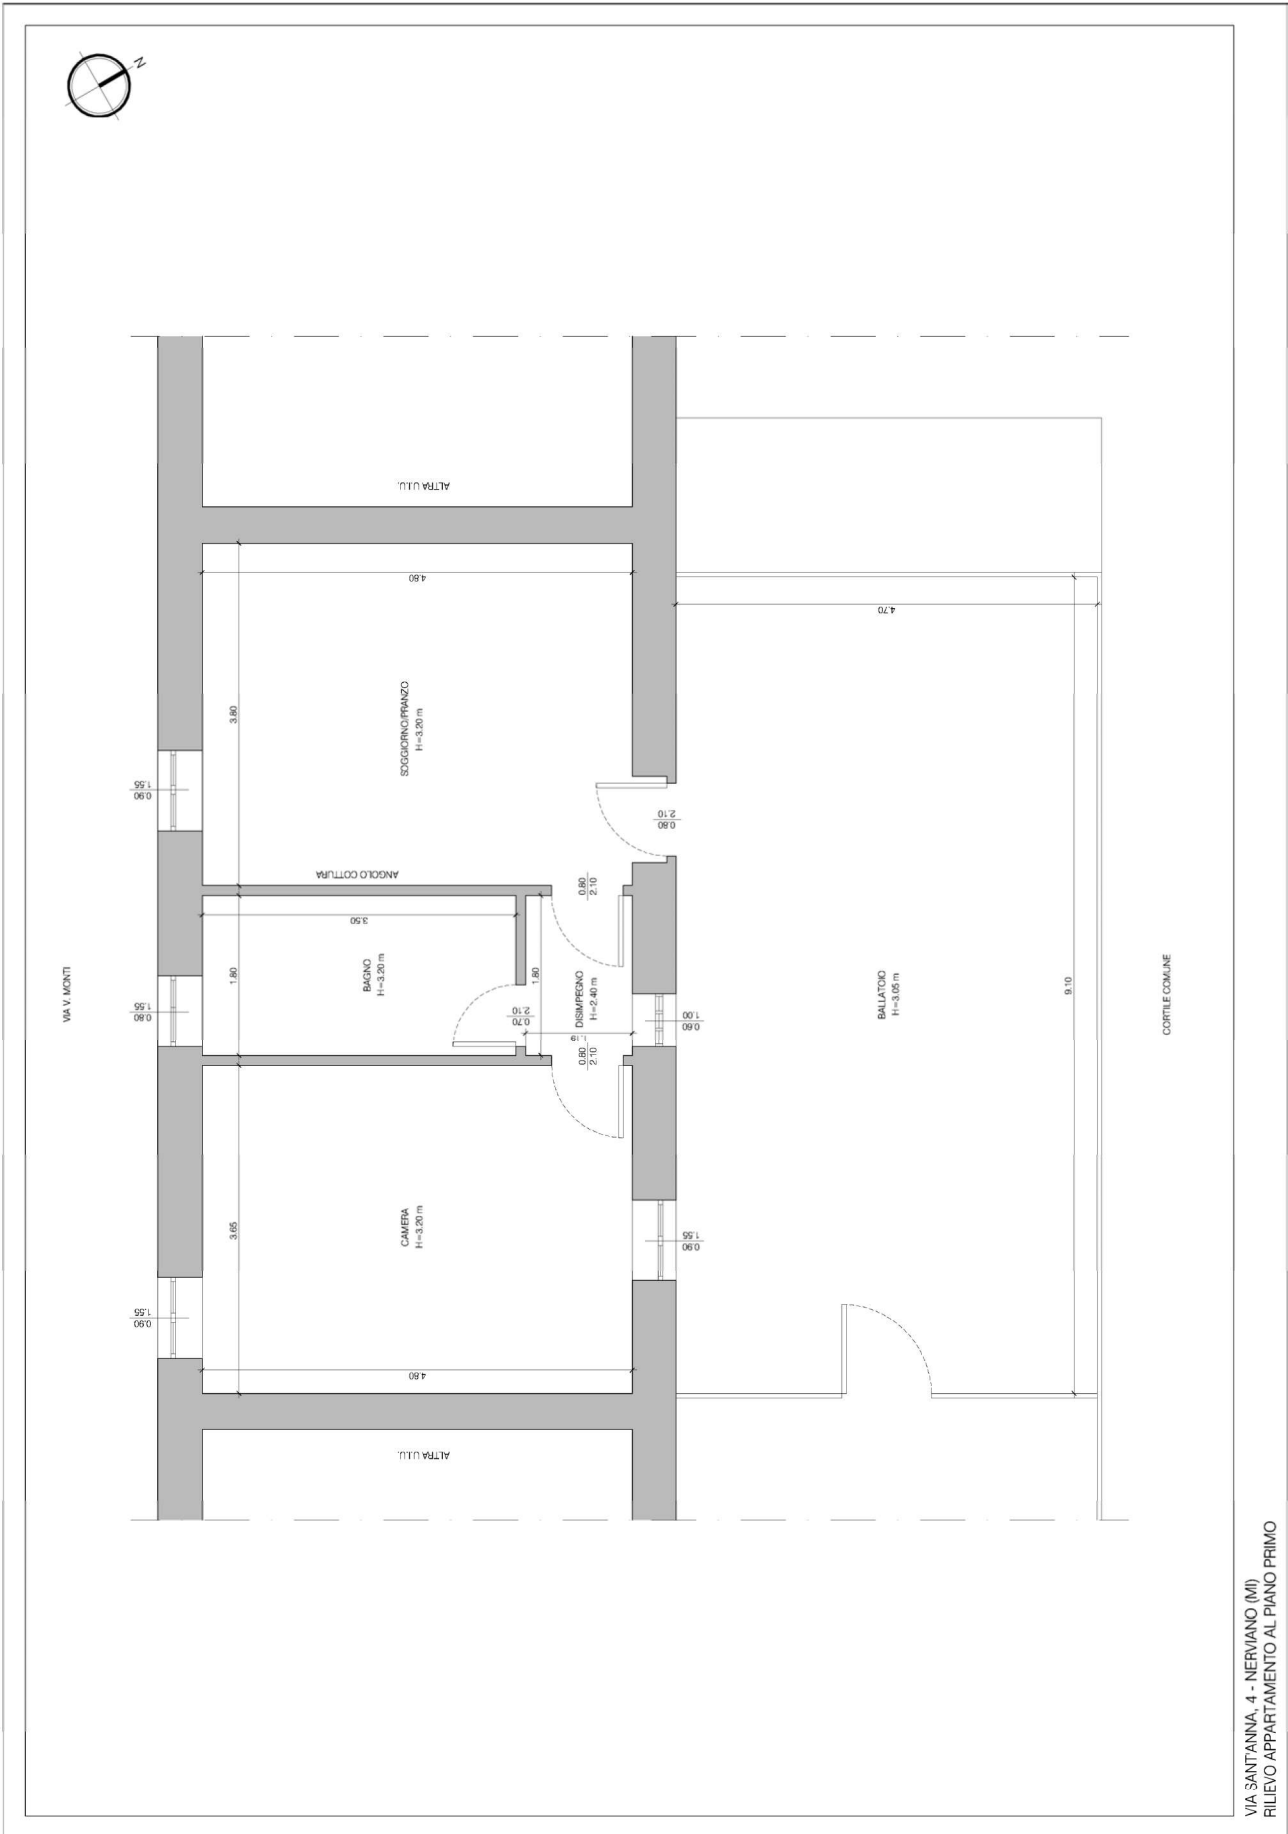 N
VIA V. MONTI
0.90
1.55
0.80
1.55
0.90
1.55
ALTRA U.I.U.
CAMERA
H=3.20 m
3.65
4.80
BAGNO
H=3.20 m
1.80
3.50
ANGOLO COTTURA
SOGGIORNO/PRANZO
H=3.20 m
3.80
4.80
ALTRA U.I.U.
0.70
2.10
DISIMPEGNO
H=2.40 m
1.80
1.19
0.80
2.10
0.80
2.10
0.80
2.10
0.90
1.55
0.60
1.00
BALLATOIO
H=3.05 m
4.70
9.10
CORTILE COMUNE
VIA SANT'ANNA, 4 - NERVIANO (MI)
RILIEVO APPARTAMENTO AL PIANO PRIMO